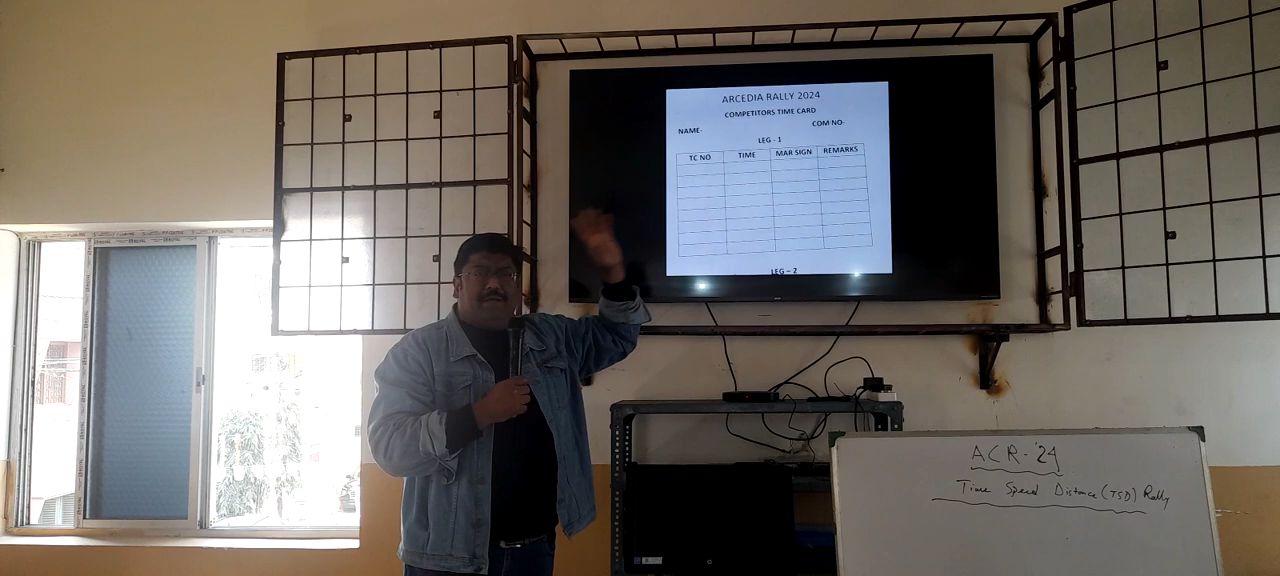 ARCEDIA RALLY 2024
COMPETITORS TIME CARD
NAME-
COM NO-
LEG - 1
TC NO TIME MAR SIGN REMARKS
LEG – 2
ACR-'24
Time Speed Distance (TSD) Rally